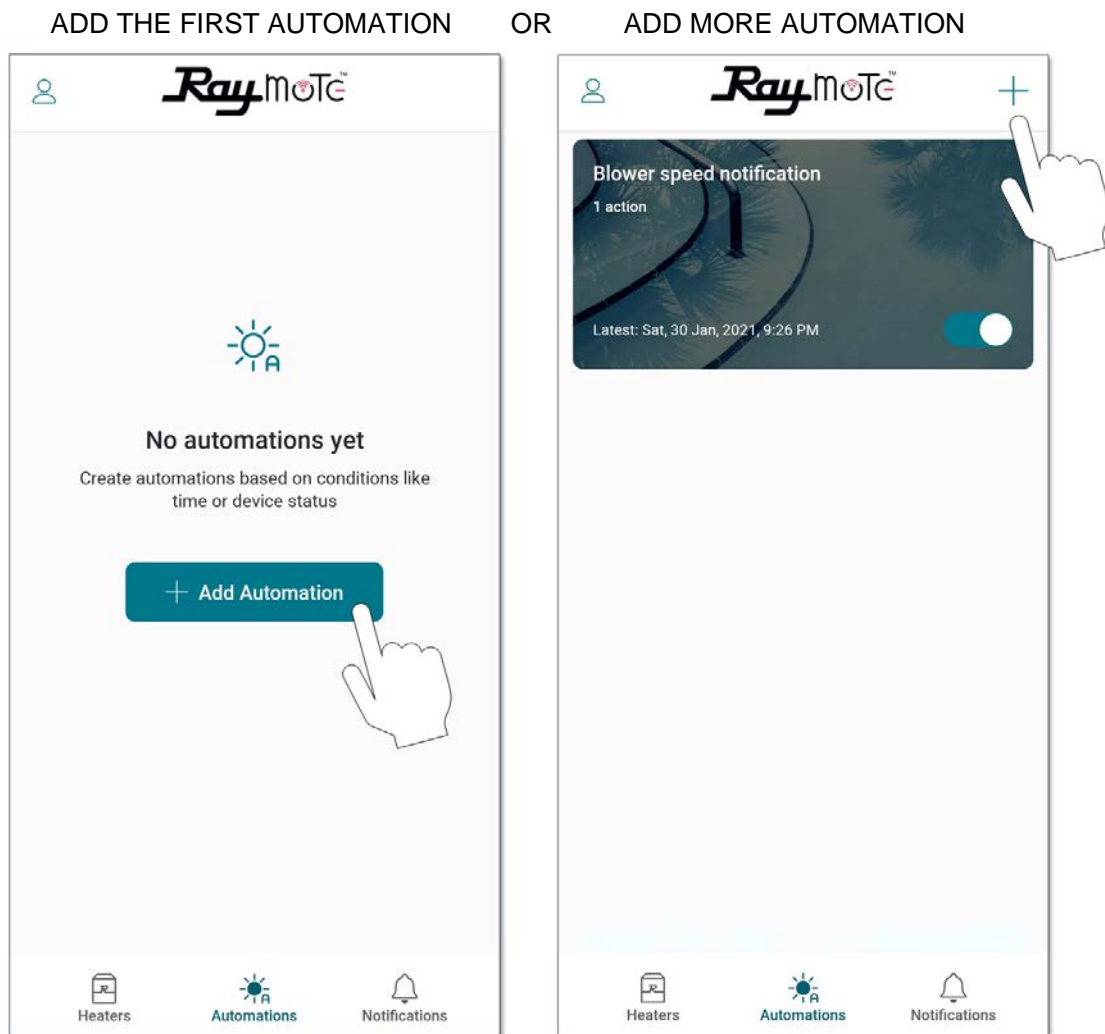 ADD THE FIRST AUTOMATION OR ADD MORE AUTOMATION
RaymoTe™
No automations yet
Create automations based on conditions like
time or device status
+ Add Automation
Heaters Automations Notifications
RaymoTe™
Blower speed notification
1 action
Latest: Sat, 30 Jan, 2021, 9:26 PM
Heaters Automations Notifications